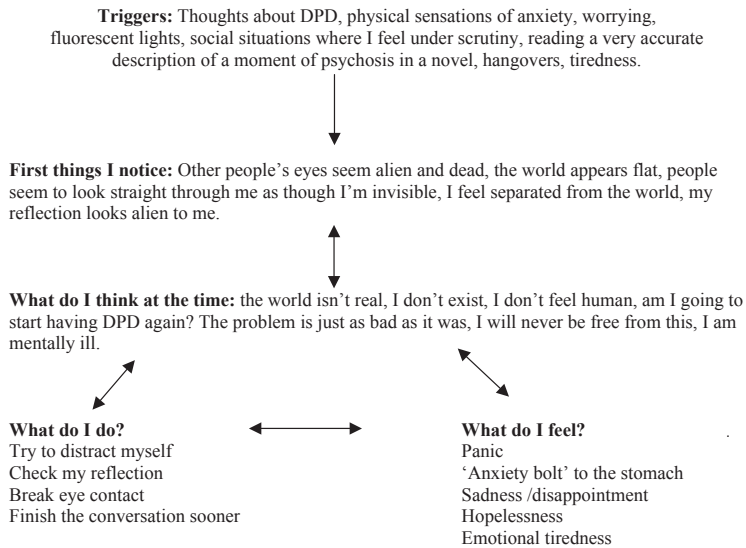 Triggers: Thoughts about DPD, physical sensations of anxiety, worrying,
fluorescent lights, social situations where I feel under scrutiny, reading a very accurate
description of a moment of psychosis in a novel, hangovers, tiredness.
First things I notice: Other people’s eyes seem alien and dead, the world appears flat, people
seem to look straight through me as though I’m invisible, I feel separated from the world, my
reflection looks alien to me.
What do I think at the time: the world isn’t real, I don’t exist, I don’t feel human, am I going to
start having DPD again? The problem is just as bad as it was, I will never be free from this, I am
mentally ill.
What do I do?
Try to distract myself
Check my reflection
Break eye contact
Finish the conversation sooner
What do I feel?
Panic
‘Anxiety bolt’ to the stomach
Sadness /disappointment
Hopelessness
Emotional tiredness